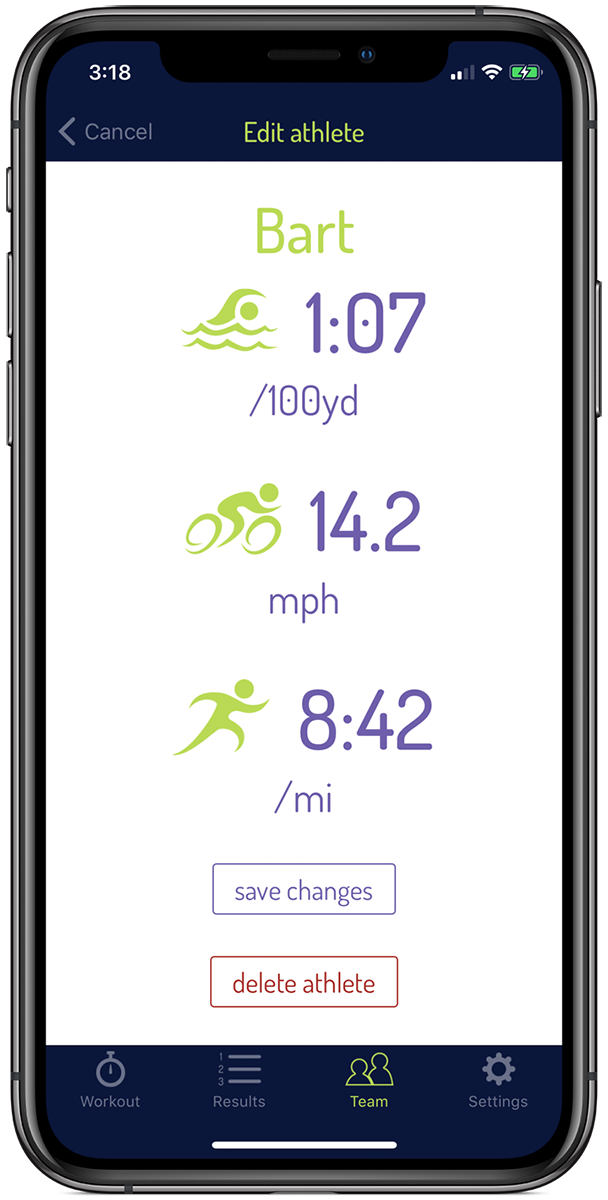 3:18
Cancel
Edit athlete
Bart
1:07
/100yd
14.2
mph
8:42
/mi
save changes
delete athlete
1
2
3
Workout
Results
Team
Settings